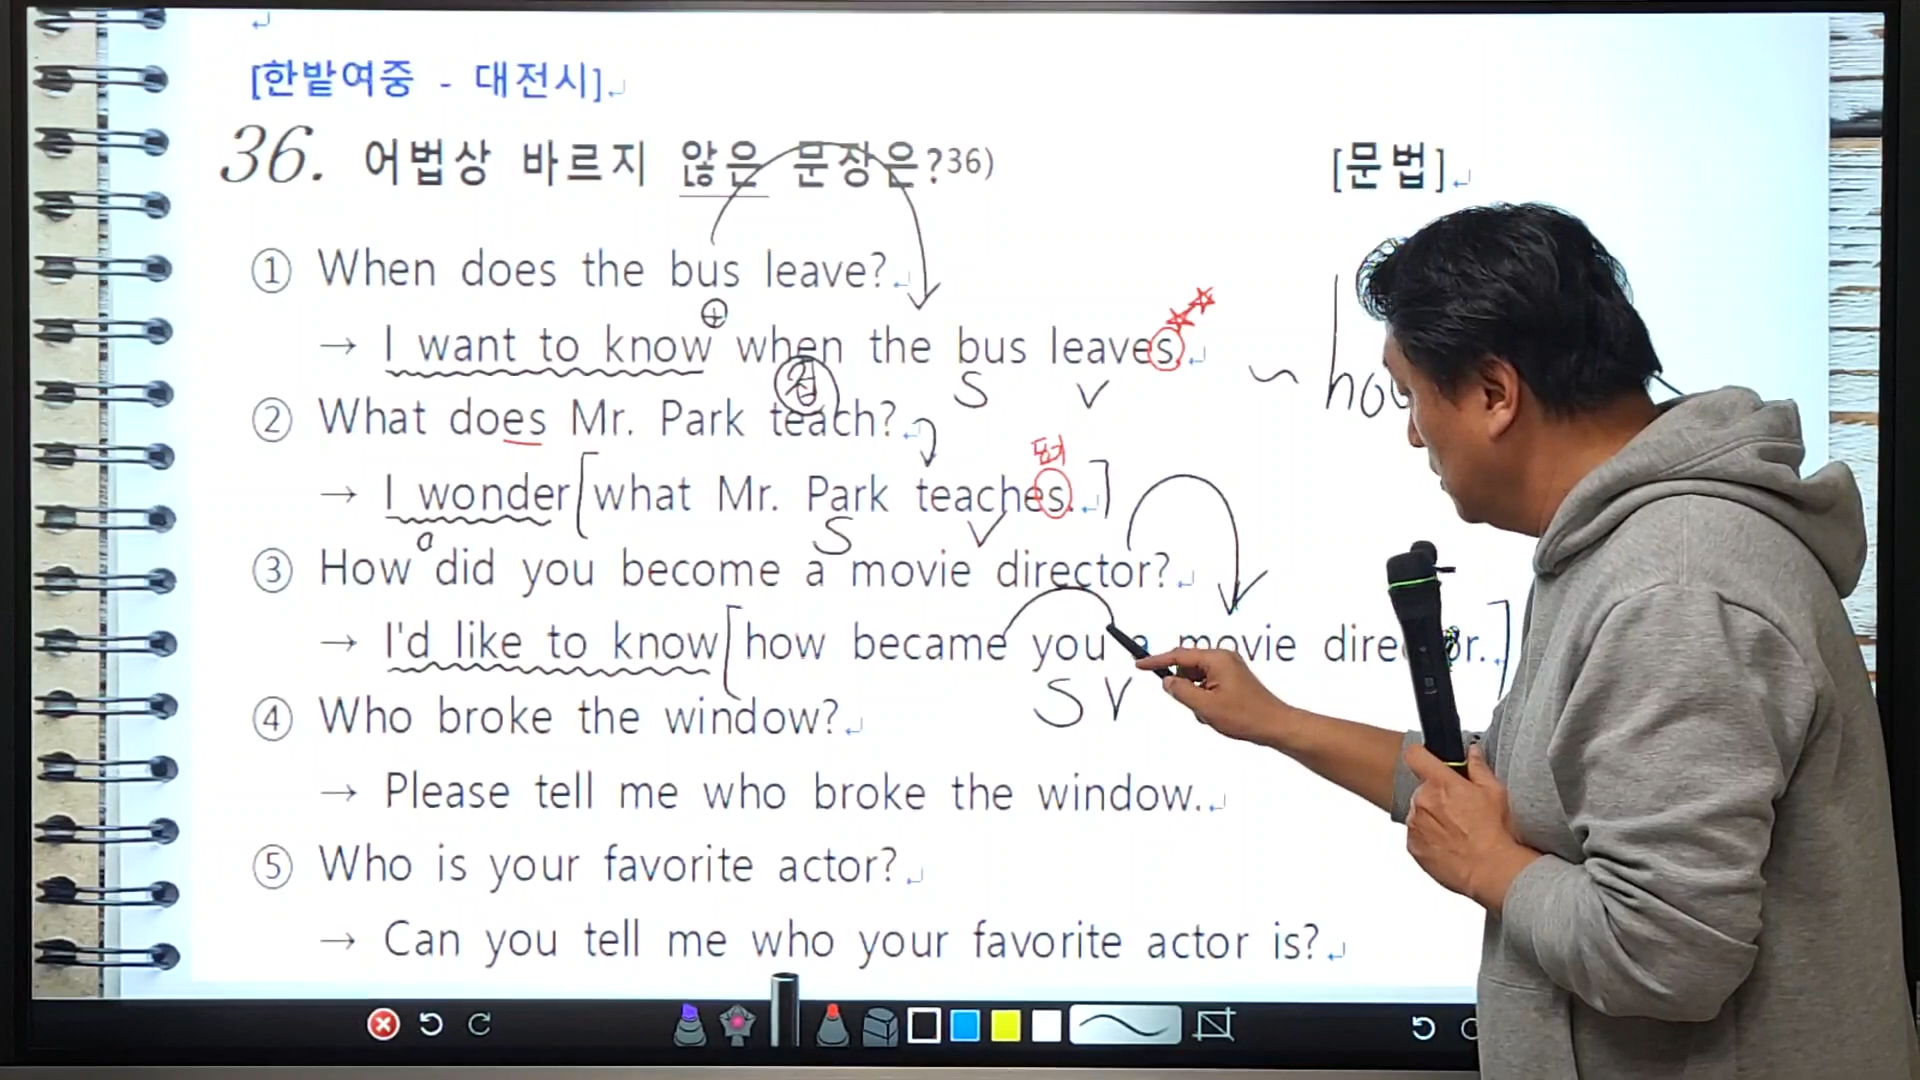 [한밭여중 - 대전시]
36. 어법상 바르지 않은 문장은?36)
[문법]
① When does the bus leave?
→ I want to know when the bus leaves.
S V
② What does Mr. Park teach?
→ I wonder [what Mr. Park teaches.]
S V
③ How did you become a movie director?
→ I'd like to know [how became you a movie director.]
S V
④ Who broke the window?
→ Please tell me who broke the window.
⑤ Who is your favorite actor?
→ Can you tell me who your favorite actor is?